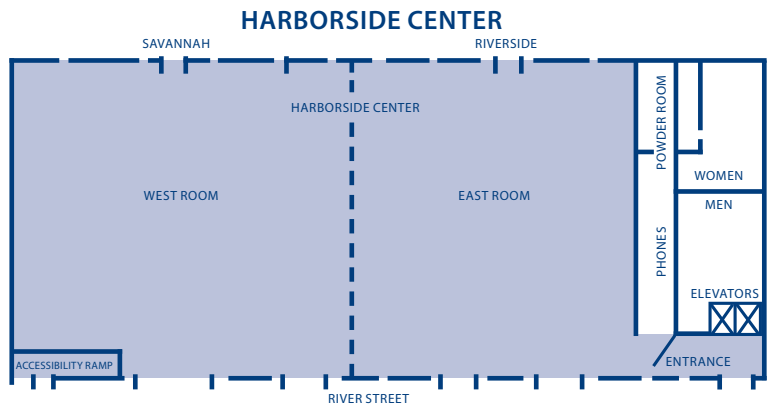 HARBORSIDE CENTER
SAVANNAH
RIVERSIDE
HARBORSIDE CENTER
POWDER ROOM
WOMEN
WEST ROOM
EAST ROOM
MEN
PHONES
ELEVATORS
ACCESSIBILITY RAMP
ENTRANCE
RIVER STREET